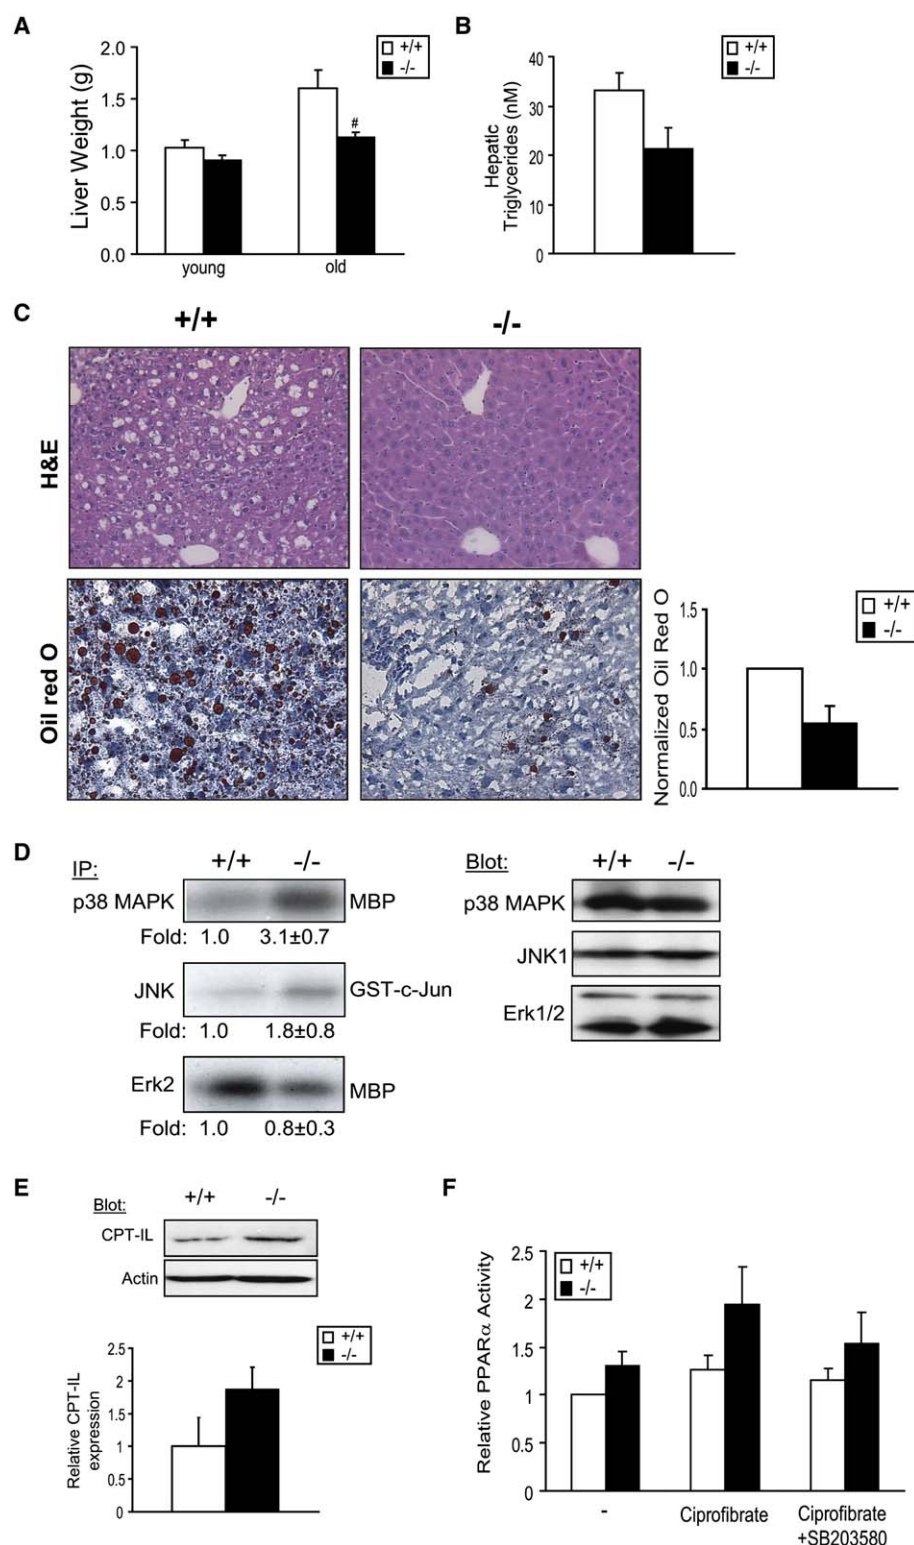 A
Liver Weight (g)
2.0
1.5
1.0
0.5
0.0
#
young
old
+/+
-/-
B
Hepatic
Triglycerides (nM)
40
30
20
10
0
+/+
-/-
C
+/+
-/-
H&E
Oil red O
Normalized Oil Red O
1.5
1.0
0.5
0.0
+/+
-/-
D
IP:
+/+
-/-
p38 MAPK
MBP
Fold: 1.0 3.1±0.7
JNK
GST-c-Jun
Fold: 1.0 1.8±0.8
Erk2
MBP
Fold: 1.0 0.8±0.3
Blot:
+/+
-/-
p38 MAPK
JNK1
Erk1/2
E
Blot:
+/+
-/-
CPT-IL
Actin
+/+
-/-
Relative CPT-IL
expression
2.5
2
1.5
1
0.5
0
F
Relative PPARα Activity
2.5
2
1.5
1
0.5
0
+/+
-/-
-
Ciprofibrate
Ciprofibrate
+SB203580